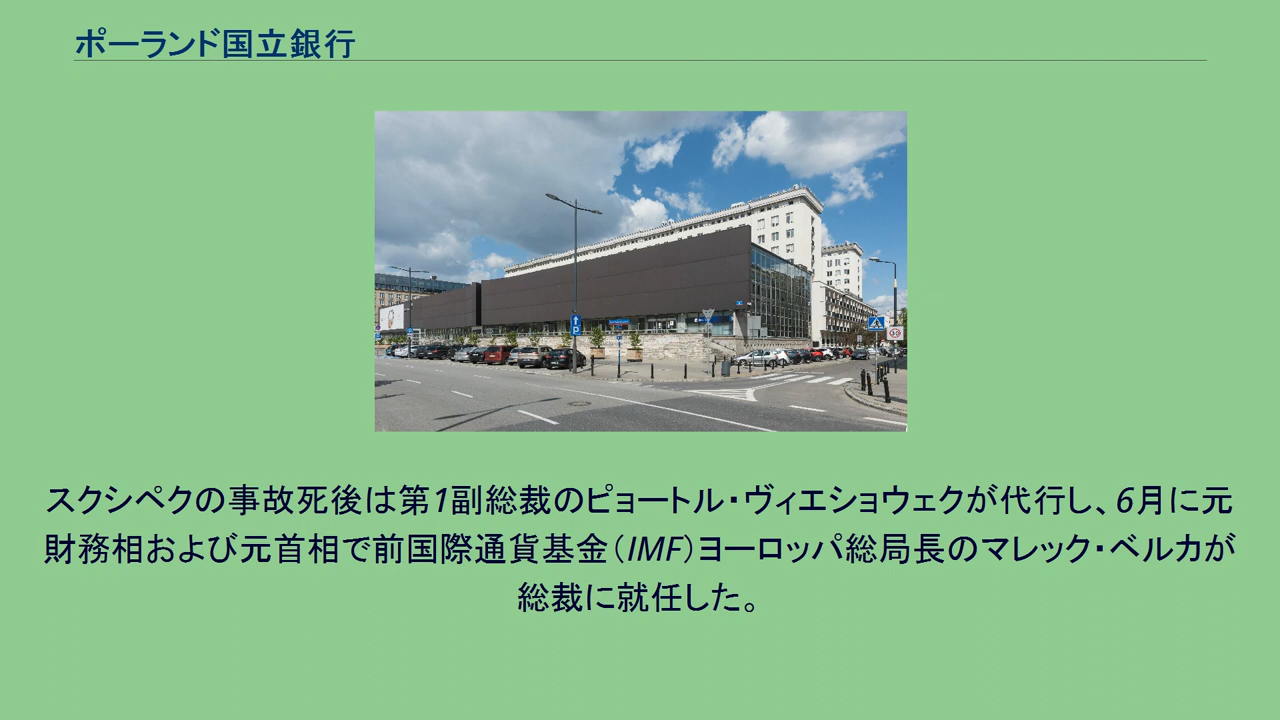 ポーランド国立銀行
P
スクシペクの事故死後は第1副総裁のピョートル・ヴィエショウェクが代行し、6月に元
財務相および元首相で前国際通貨基金（IMF）ヨーロッパ総局長のマレック・ベルカが
総裁に就任した。